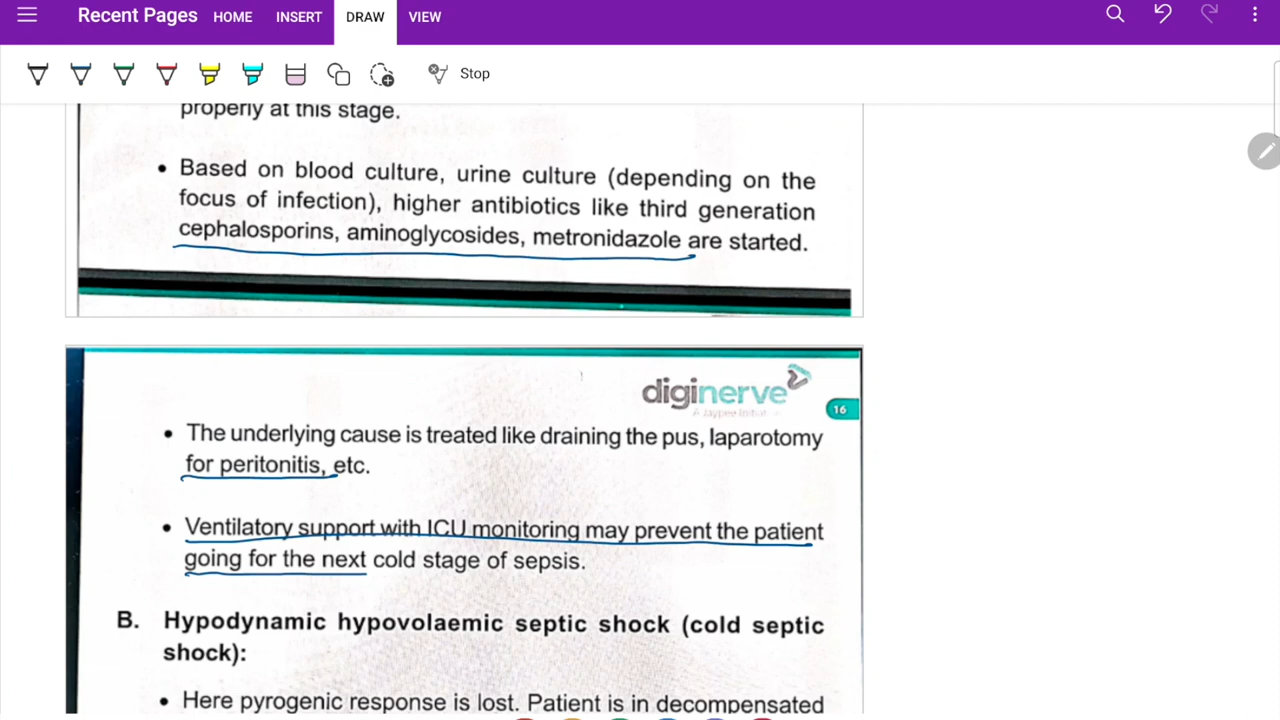 Recent Pages HOME INSERT DRAW VIEW
Stop
properly at this stage.
• Based on blood culture, urine culture (depending on the
focus of infection), higher antibiotics like third generation
cephalosporins, aminoglycosides, metronidazole are started.
diginerve
A Jaypee Initiat
16
• The underlying cause is treated like draining the pus, laparotomy
for peritonitis, etc.
• Ventilatory support with ICU monitoring may prevent the patient
going for the next cold stage of sepsis.
B. Hypodynamic hypovolaemic septic shock (cold septic
shock):
• Here pyrogenic response is lost. Patient is in decompensated